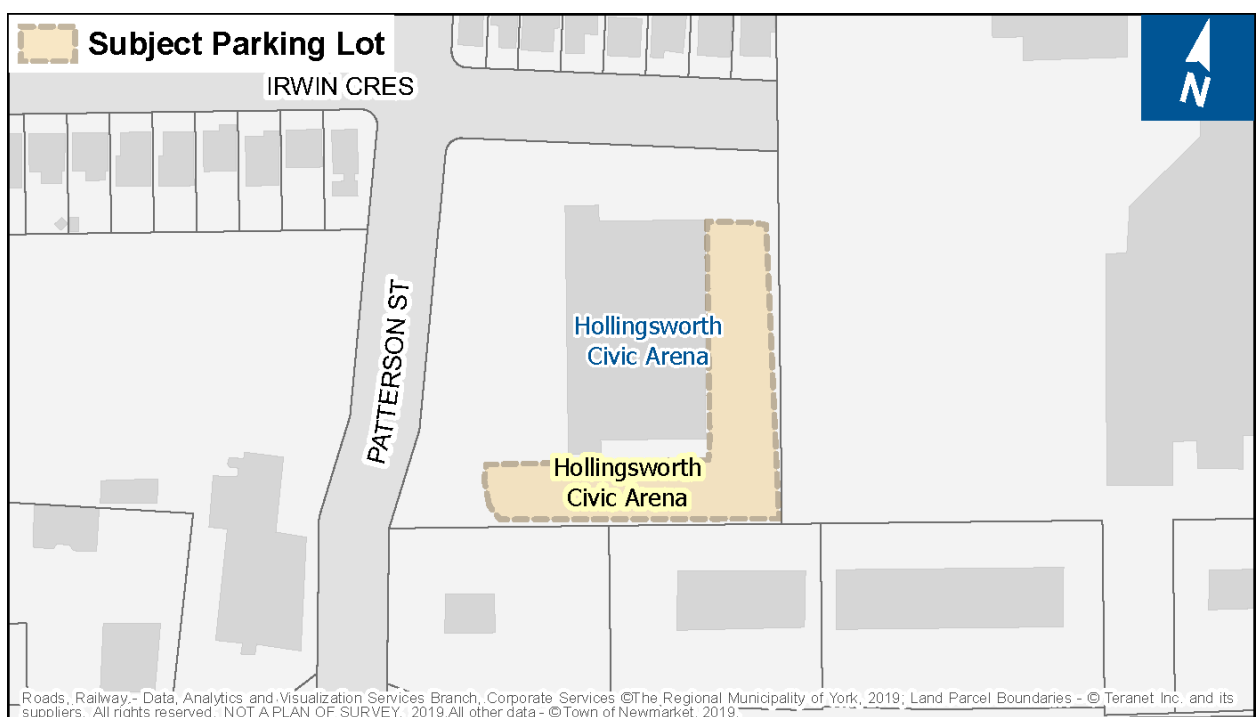 Subject Parking Lot
N
IRWIN CRES
PATTERSON ST
Hollingsworth
Civic Arena
Hollingsworth
Civic Arena
Roads, Railway,- Data, Analytics and Visualization Services Branch, Corporate Services ©The Regional Municipality of York, 2019; Land Parcel Boundaries - © Teranet Inc. and its
suppliers. All rights reserved. NOT A PLAN OF SURVEY. 2019.All other data - © Town of Newmarket, 2019.